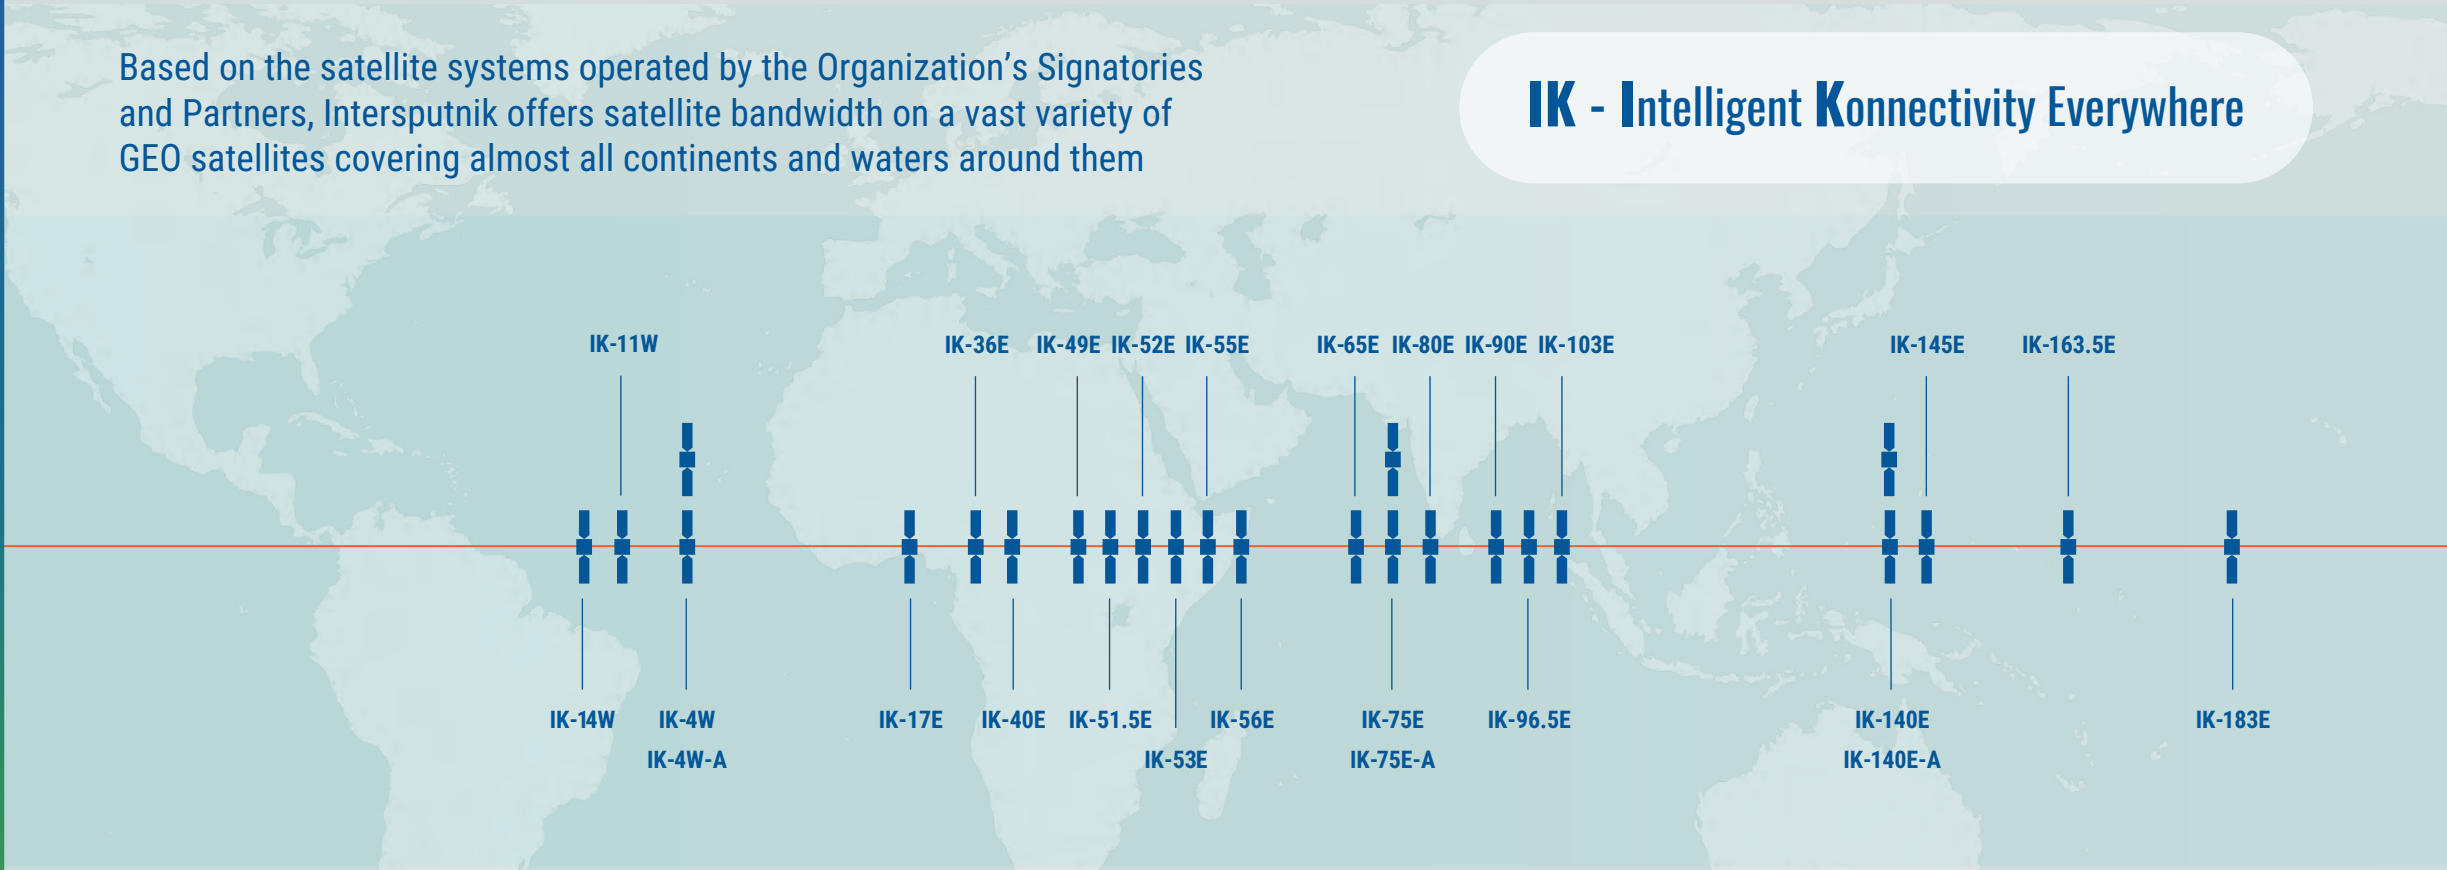 Based on the satellite systems operated by the Organization’s Signatories
and Partners, Intersputnik offers satellite bandwidth on a vast variety of
GEO satellites covering almost all continents and waters around them
IK - Intelligent Konnectivity Everywhere
IK-11W
IK-36E
IK-49E
IK-52E
IK-55E
IK-65E
IK-80E
IK-90E
IK-103E
IK-145E
IK-163.5E
IK-14W
IK-4W
IK-4W-A
IK-17E
IK-40E
IK-51.5E
IK-53E
IK-56E
IK-75E
IK-75E-A
IK-96.5E
IK-140E
IK-140E-A
IK-183E